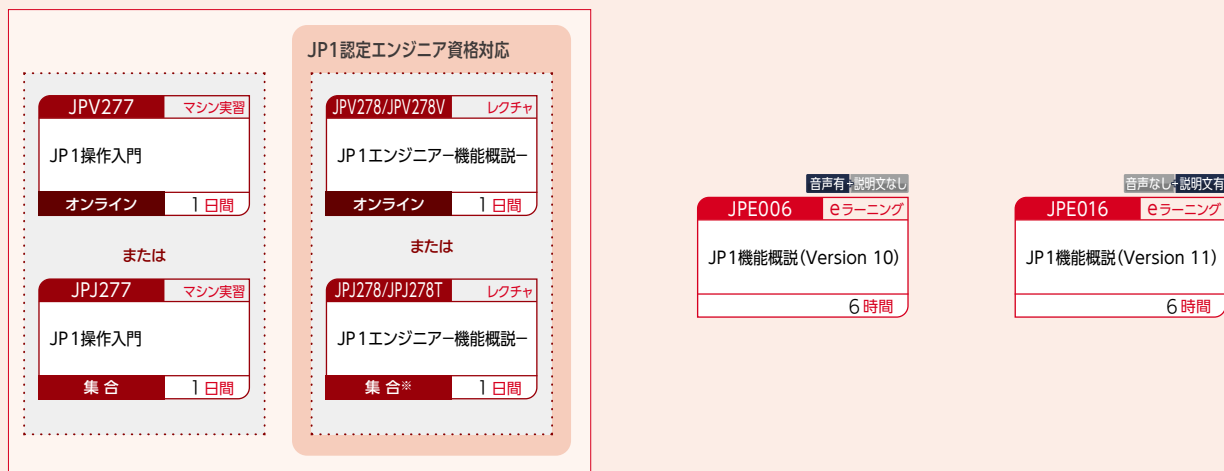 JP1認定エンジニア資格対応
JPV277 マシン実習
JP1操作入門
オンライン 1日間
または
JPJ277 マシン実習
JP1操作入門
集合 1日間
JPV278/JPV278V レクチャ
JP1エンジニアー機能概説ー
オンライン 1日間
または
JPJ278/JPJ278T レクチャ
JP1エンジニアー機能概説ー
集合※ 1日間
音声有+説明文なし
JPE006 eラーニング
JP1機能概説(Version 10)
6時間
音声なし+説明文有
JPE016 eラーニング
JP1機能概説(Version 11)
6時間